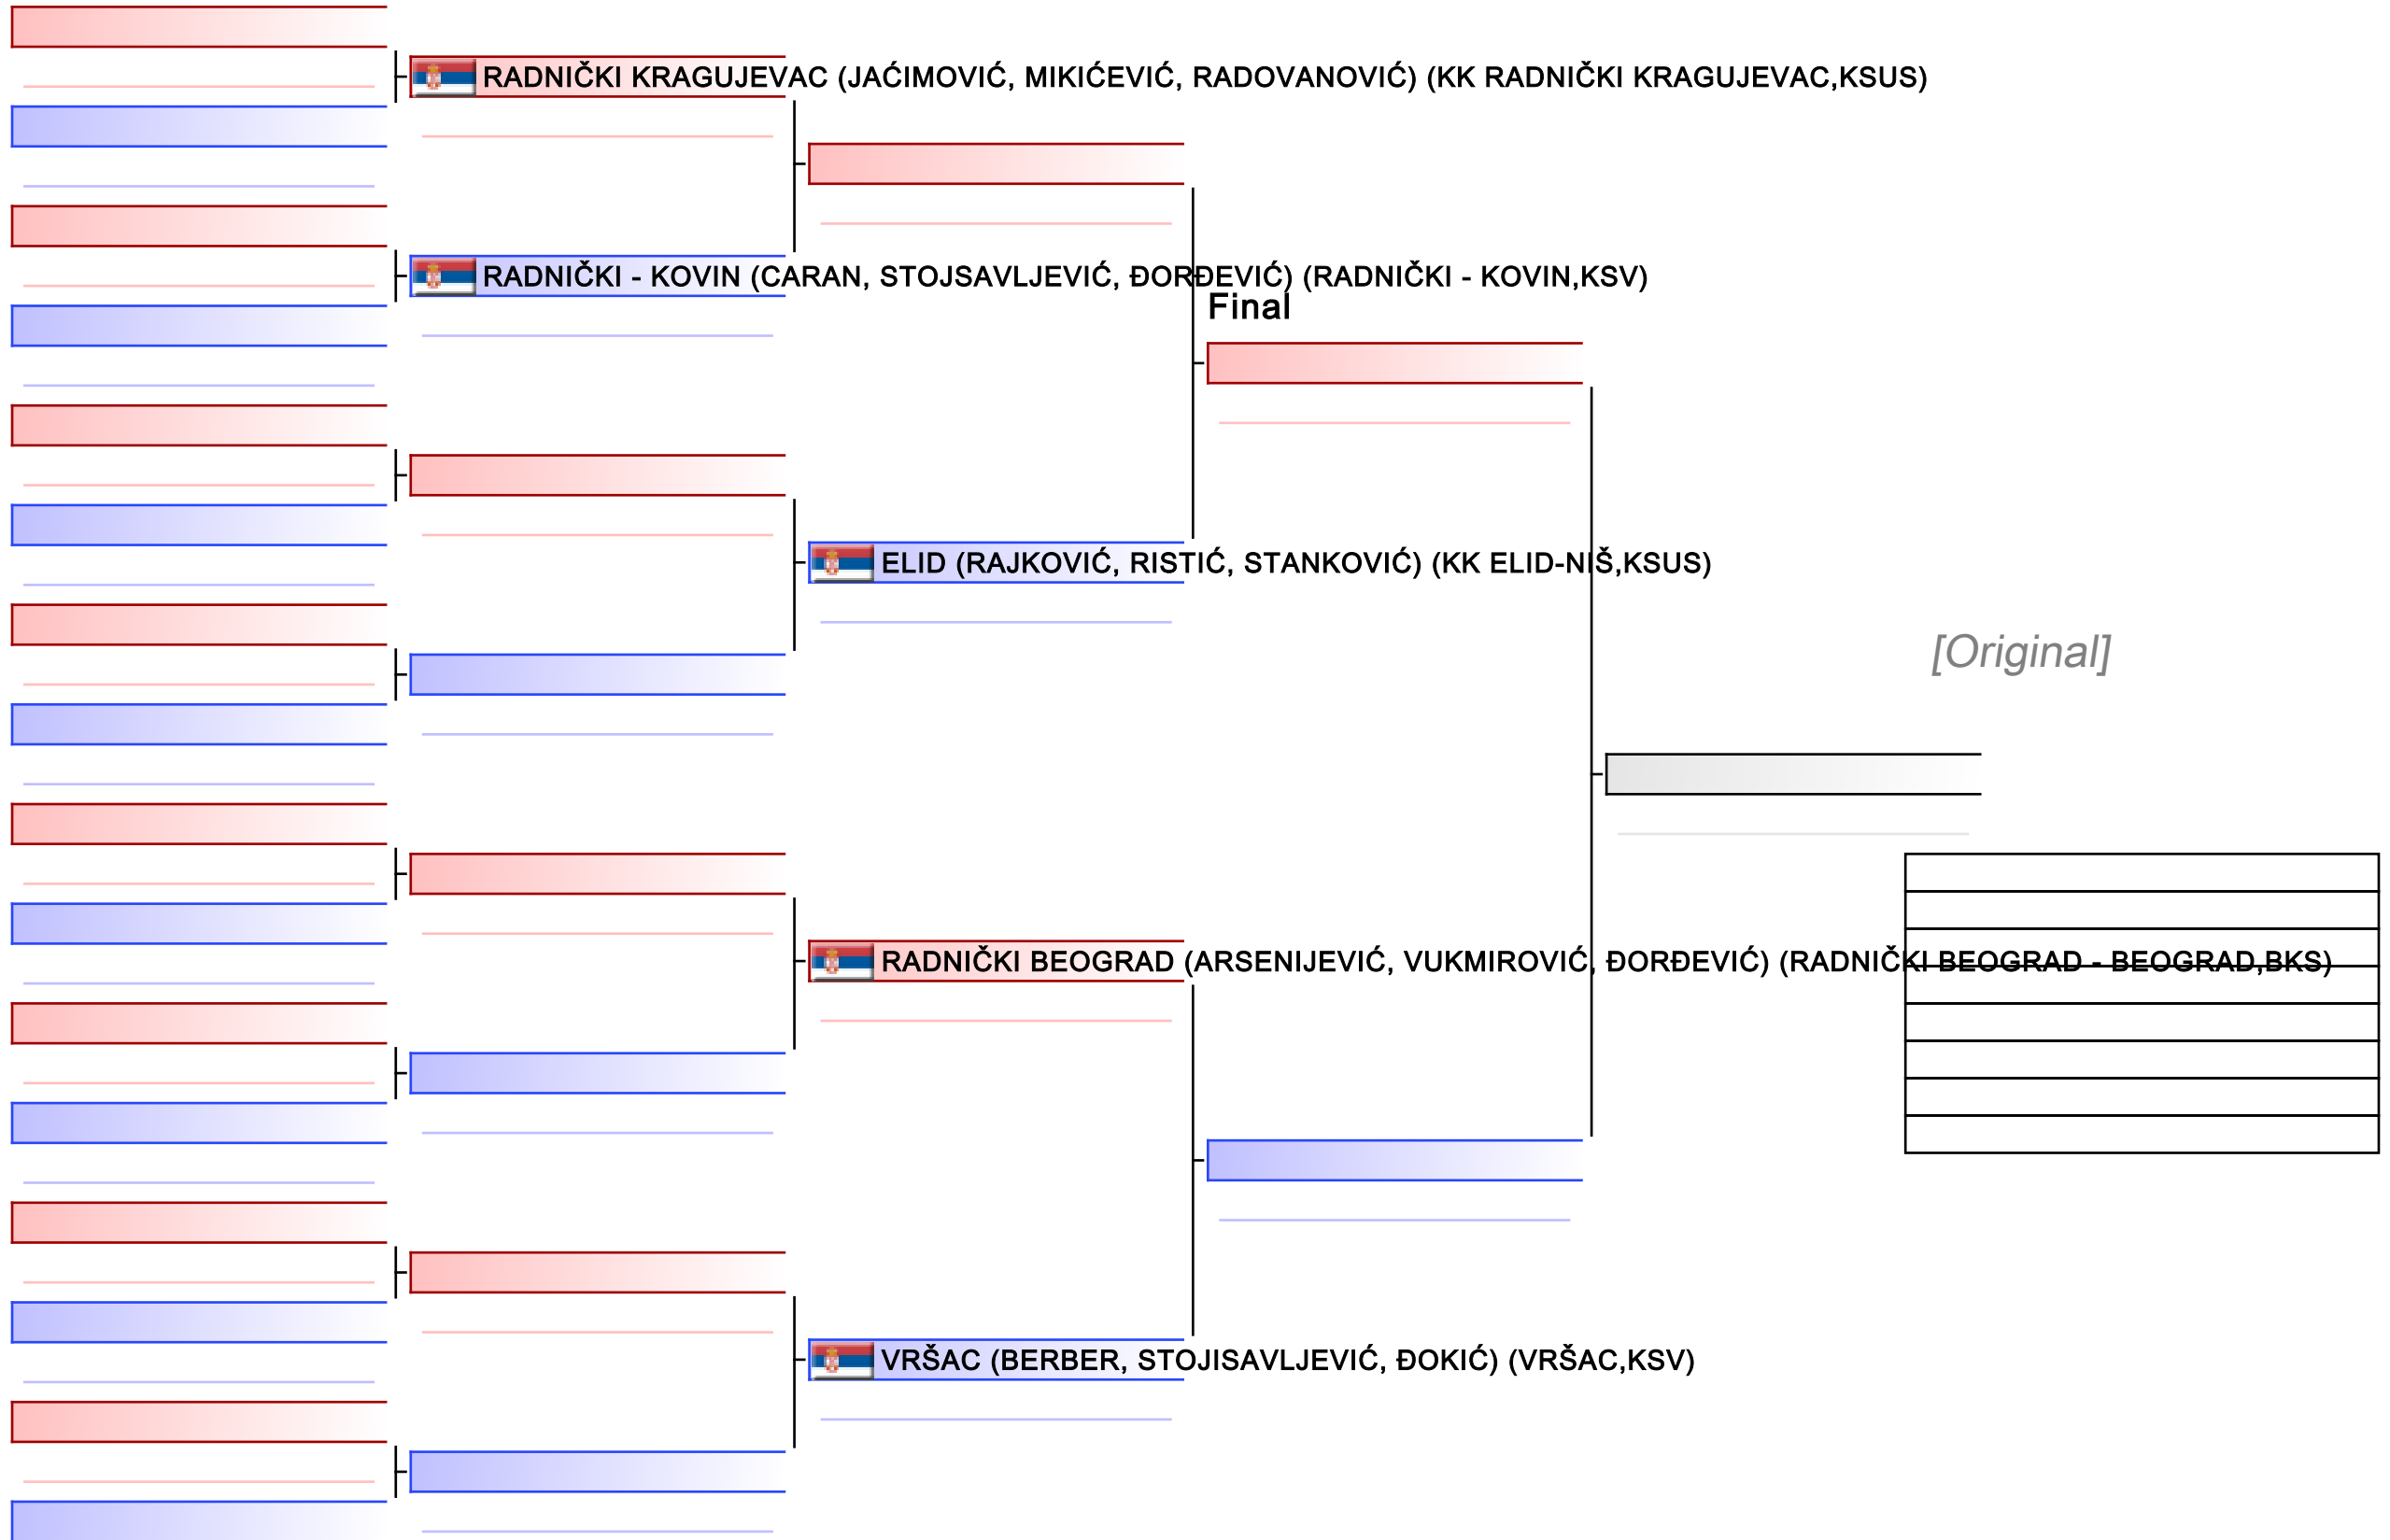 RADNIČKI KRAGUJEVAC (JAĆIMOVIĆ, MIKIĆEVIĆ, RADOVANOVIĆ) (KK RADNIČKI KRAGUJEVAC,KSUS)
RADNIČKI - KOVIN (CARAN, STOJSAVLJEVIĆ, ĐORĐEVIĆ) (RADNIČKI - KOVIN,KSV)
Final
ELID (RAJKOVIĆ, RISTIĆ, STANKOVIĆ) (KK ELID-NIŠ,KSUS)
[Original]
RADNIČKI BEOGRAD (ARSENIJEVIĆ, VUKMIROVIĆ, ĐORĐEVIĆ) (RADNIČKI BEOGRAD - BEOGRAD,BKS)
VRŠAC (BERBER, STOJISAVLJEVIĆ, ĐOKIĆ) (VRŠAC,KSV)